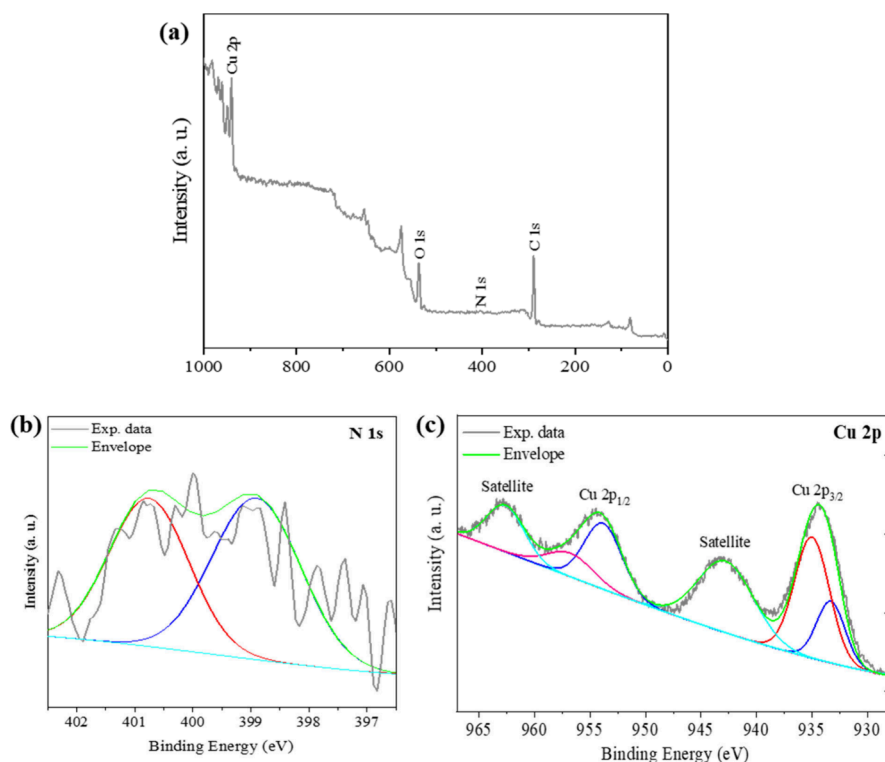 (a)
Cu 2p
O 1s
N 1s
C 1s
Intensity (a. u.)
1000 800 600 400 200 0
(b)
Exp. data
Envelope
N 1s
Intensity (a. u.)
402 401 400 399 398 397
Binding Energy (eV)
(c)
Exp. data
Envelope
Cu 2p
Satellite
Cu 2p1/2
Satellite
Cu 2p3/2
Intensity (a. u.)
965 960 955 950 945 940 935 930
Binding Energy (eV)